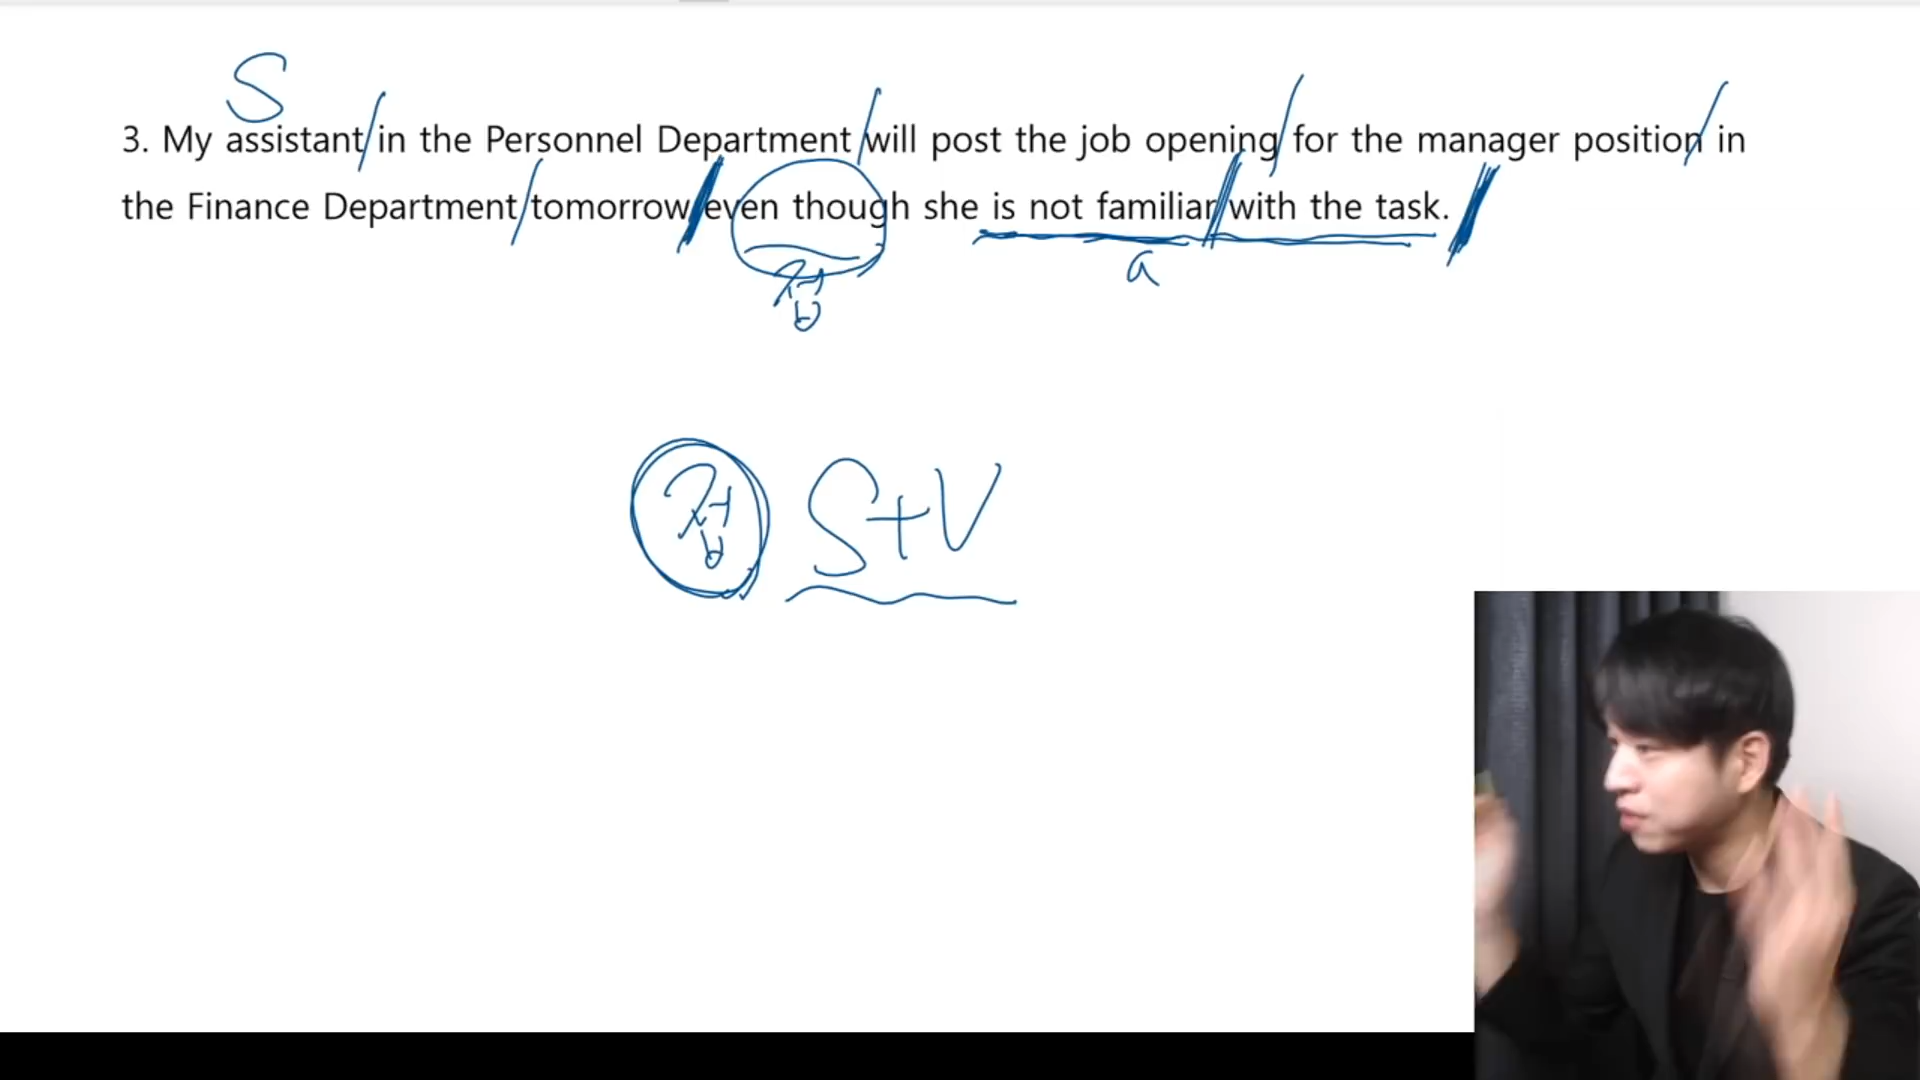 S
3. My assistant in the Personnel Department will post the job opening for the manager position in
the Finance Department tomorrow even though she is not familiar with the task.
접 a
접 S+V